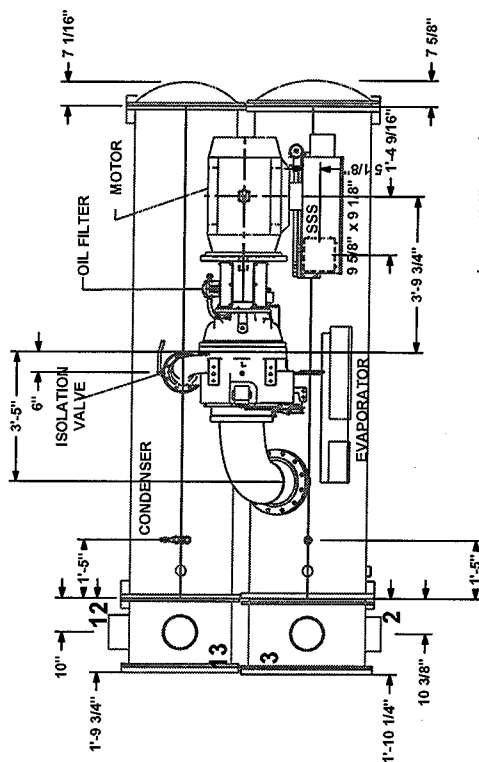 7 1/16"
7 5/8"
MOTOR
OIL FILTER
5 1/8"
1'-4 9/16"
SSS
9 5/8" x 9 1/8"
3'-9 3/4"
6"
3'-5"
ISOLATION
VALVE
EVAPORATOR
CONDENSER
1'-5"
1'-5"
12
2
10"
13
3
10 3/8"
1'-9 3/4"
1'-10 1/4"